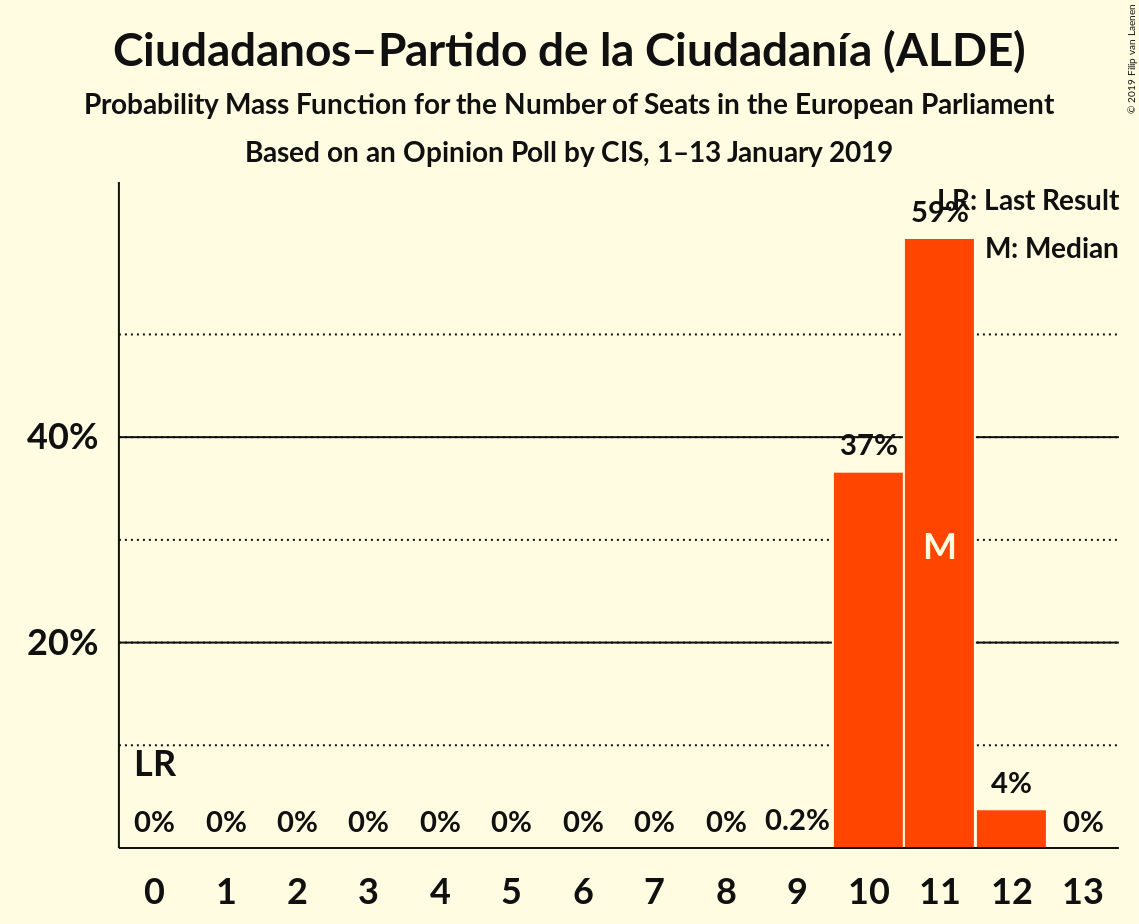 Ciudadanos–Partido de la Ciudadanía (ALDE)
Probability Mass Function for the Number of Seats in the European Parliament
Based on an Opinion Poll by CIS, 1–13 January 2019
© 2019 Filip van Laenen
LR: Last Result
M: Median
59%
40%
37%
M
20%
LR
4%
0% 0% 0% 0% 0% 0% 0% 0% 0% 0.2% 0%
0 1 2 3 4 5 6 7 8 9 10 11 12 13